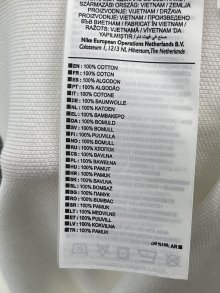 SZÁRMAZÁSI ORSZÁG: VIETNAM / ZEMLJA
PODRIJETLA: VIETNAM / DRŽAVA
PROIZVODNJE: VIETNAM / ПРОИЗВЕДЕНО
VIETNAM / FABRICAT ÎN VIETNAM /
VİETNAM'DA
YAPILMIŞTIR /
Nike European Operations Netherlands B.V.
Colosseum 1, 1213 NL Hilversum, The Netherlands
EN: 100% COTTON
FR: 100% COTON
ES: 100% ALGODÓN
PT: 100% ALGODÃO
IT: 100% COTONE
DE: 100% BAUMWOLLE
NL: 100% KATOEN
EL: 100% ΒΑΜΒΑΚΕΡΟ
DA: 100% BOMULD
FI: 100% PUUVILLA
NO: 100% BOMULL
SV: 100% BOMULL
RU: 100% ХЛОПОК
CS: 100% BAVLNA
HU: 100% PAMUT
PL: 100% BAWEŁNA
SK: 100% BAVLNA
SL: 100% BOMBAŽ
BG: 100% ПАМУК
RO: 100% BUMBAC
HR: 100% PAMUK
SR: 100% PAMUK
LT: 100% MEDVILNĖ
LV: 100% KOKVILNA
ET: 100% PUUVILL
TR: 100% PAMUK
:AR